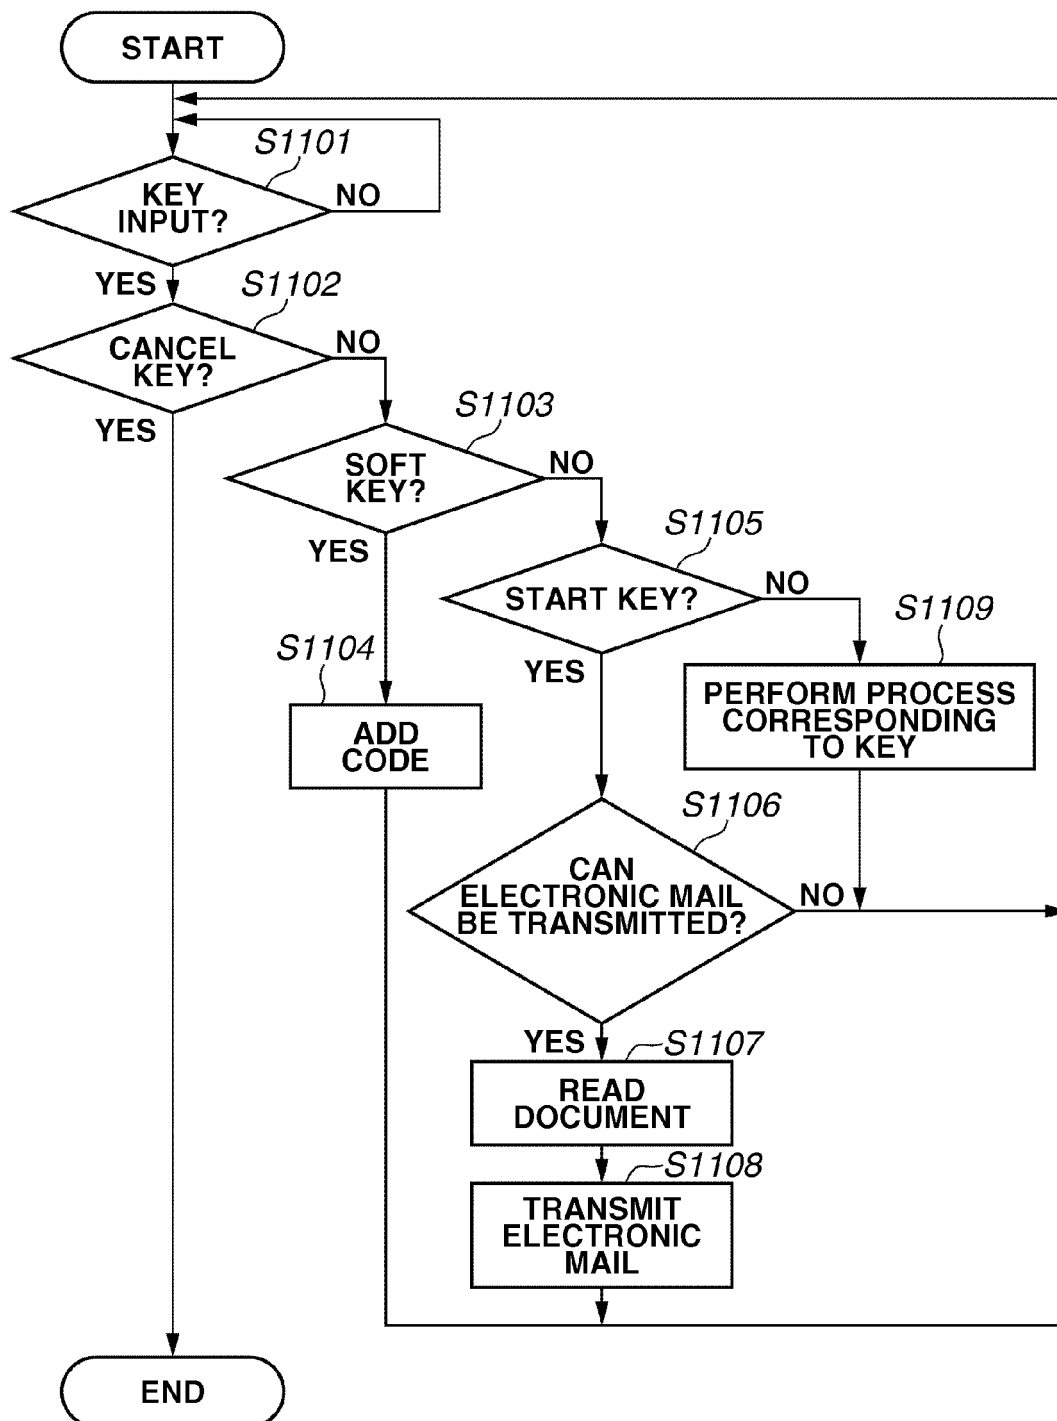 START
S1101
KEY
INPUT?
NO
YES
S1102
CANCEL
KEY?
NO
YES
S1103
SOFT
KEY?
NO
YES
S1105
START KEY?
NO
YES
S1104
ADD
CODE
S1109
PERFORM PROCESS
CORRESPONDING
TO KEY
S1106
CAN
ELECTRONIC MAIL
BE TRANSMITTED?
NO
YES
S1107
READ
DOCUMENT
S1108
TRANSMIT
ELECTRONIC
MAIL
END